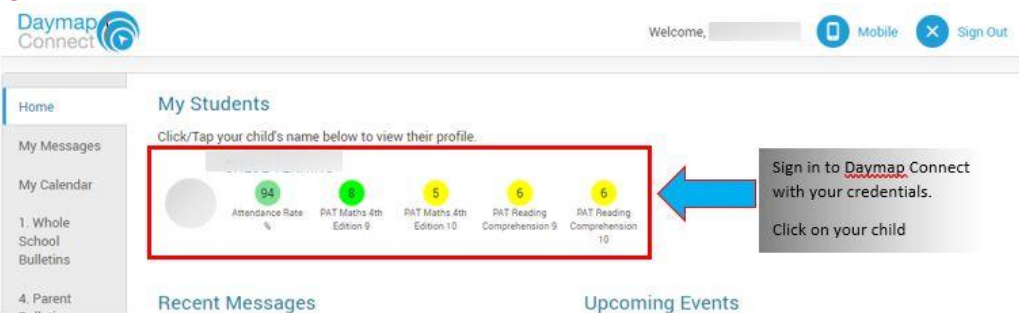 Daymap
Connect
Welcome,
Mobile
Sign Out
Home
My Messages
My Calendar
1. Whole
School
Bulletins
4. Parent
My Students
Click/Tap your child's name below to view their profile.
94
Attendance Rate
%
8
PAT Maths 4th
Edition 9
5
PAT Maths 4th
Edition 10
6
PAT Reading
Comprehension 9
6
PAT Reading
Comprehension
10
Sign in to Daymap Connect
with your credentials.
Click on your child
Recent Messages
Upcoming Events